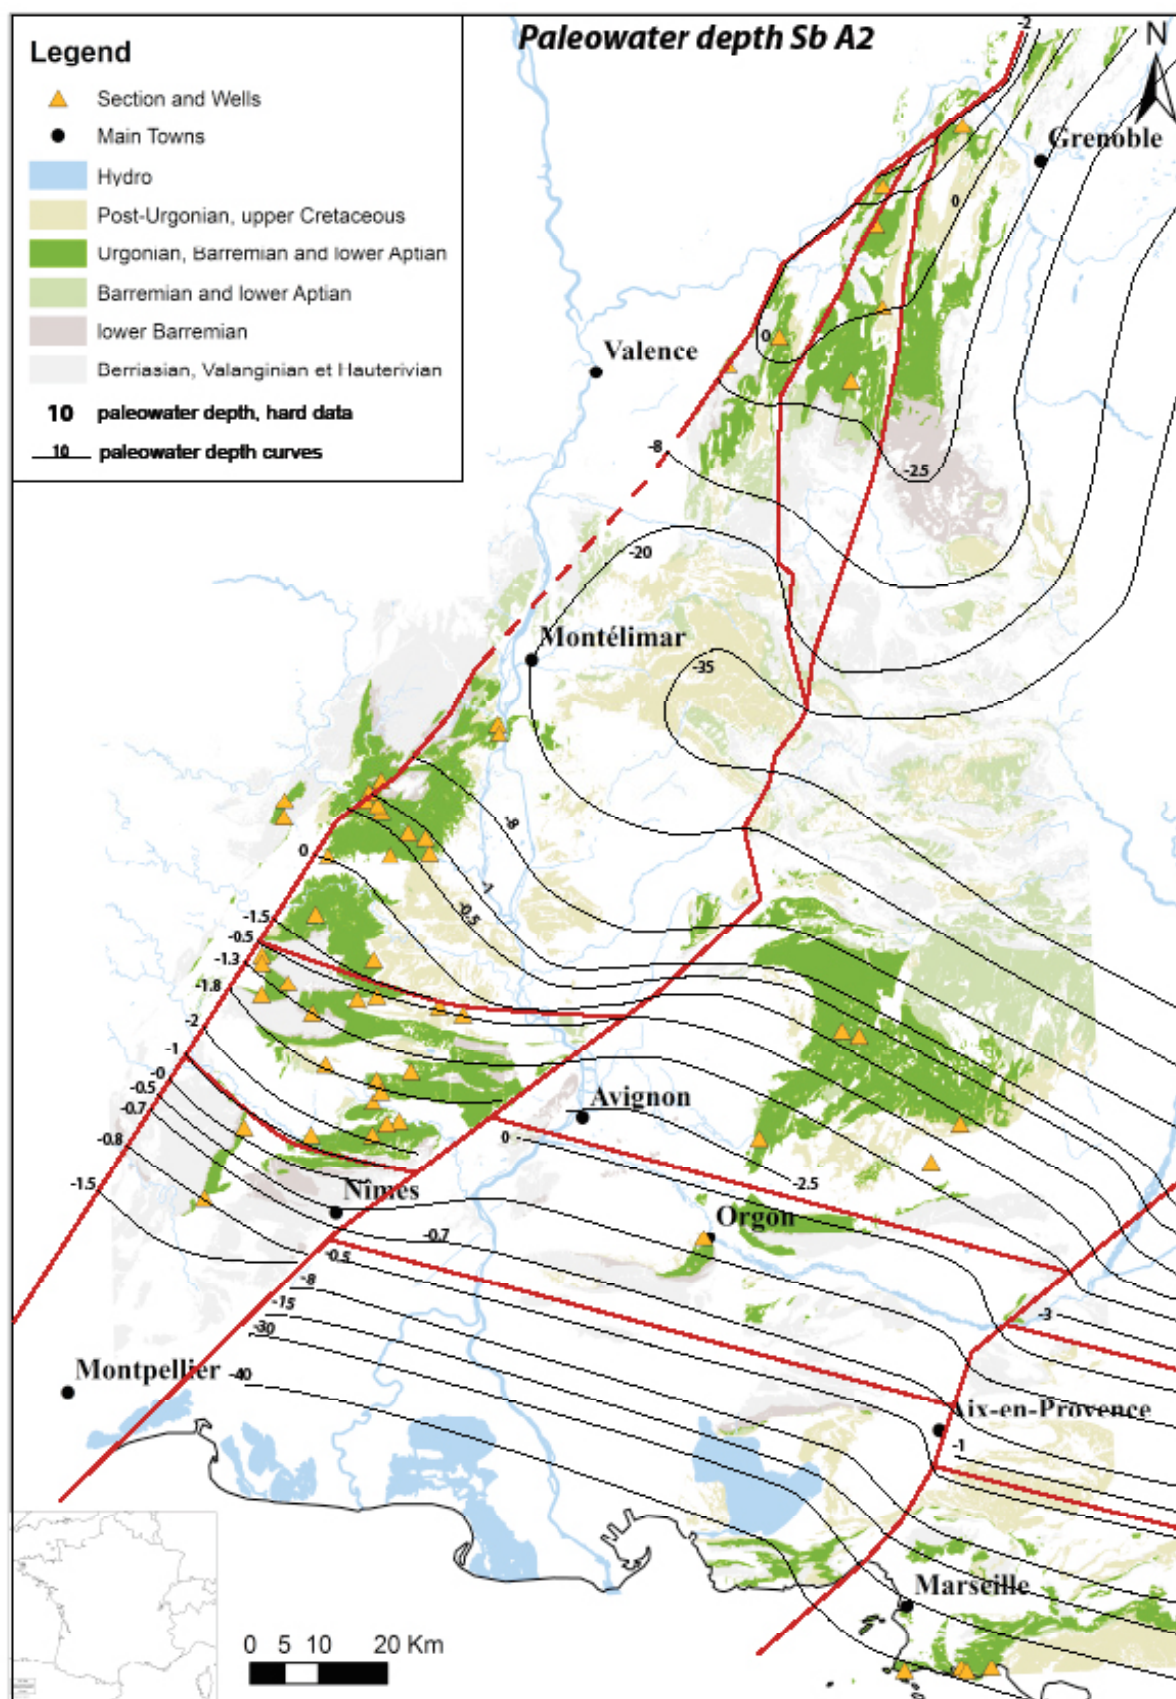 Paleowater depth Sb A2
N
Legend
Section and Wells
Main Towns
Hydro
Post-Urgonian, upper Cretaceous
Urgonian, Barremian and lower Aptian
Barremian and lower Aptian
lower Barremian
Berriasian, Valanginian et Hauterivian
10 paleowater depth, hard data
10 paleowater depth curves
-2
Grenoble
0
0
Valence
-8
-25
-20
Montélimar
-35
-8
0
-1
-0.5
-1.5
-0.5
-1.3
-1.8
-2
-1
-0
-0.5
-0.7
-0.8
-1.5
Avignon
0
-25
Nîmes
Orgon
-0.7
-0.5
-8
-15
-30
-40
-3
Montpellier
Aix-en-Provence
-1
Marseille
0 5 10 20 Km